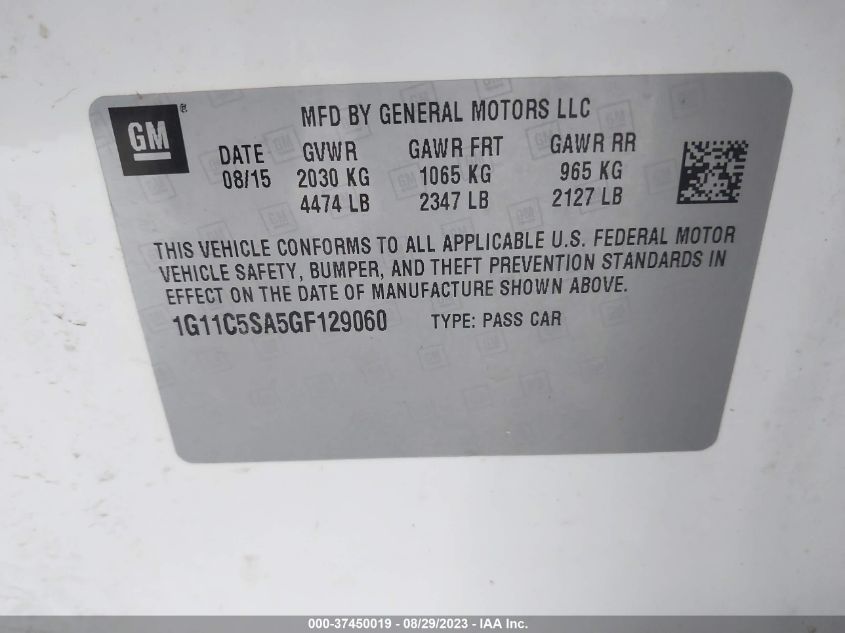 GM®
MFD BY GENERAL MOTORS LLC
DATE GVWR GAWR FRT GAWR RR
08/15 2030 KG 1065 KG 965 KG
4474 LB 2347 LB 2127 LB
THIS VEHICLE CONFORMS TO ALL APPLICABLE U.S. FEDERAL MOTOR
VEHICLE SAFETY, BUMPER, AND THEFT PREVENTION STANDARDS IN
EFFECT ON THE DATE OF MANUFACTURE SHOWN ABOVE.
1G11C5SA5GF129060 TYPE: PASS CAR
000-37450019 - 08/29/2023 - IAA Inc.